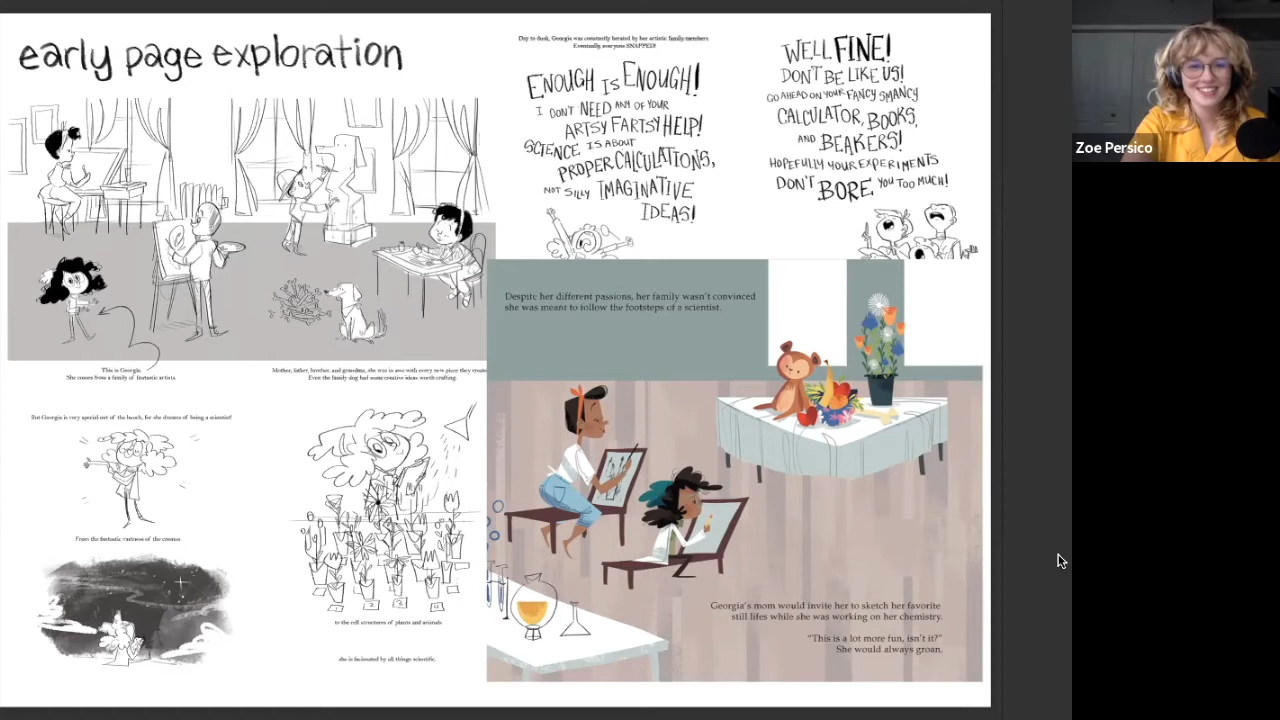 early page exploration
This is Georgia.
She comes from a family of fantastic artists.
Mother, father, brother, and grandma, she was in awe with every new piece they create
Even the family dog had some creative ideas worth crafting.
But Georgia is very special out of the bunch, for she dreams of being a scientist!
From the fantastic vastness of the cosmos
1
2
to the cell structures of plants and animals
she is facinated by all things scientific.
Day to dusk, Georgia was constantly berated by her artistic family members.
Eventually, everyone SNAPPED!
ENOUGH IS ENOUGH!
I DON'T NEED ANY OF YOUR
ARTSY FARTSY HELP!
SCIENCE IS ABOUT
PROPER CALCULATIONS,
NOT SILLY IMAGINATIVE
IDEAS!
WELL FINE!
DON'T BE LIKE US!
GO AHEAD ON YOUR FANCY SMANCY
CALCULATOR, BOOKS,
AND BEAKERS!
HOPEFULLY YOUR EXPERIMENTS
DON'T BORE YOU TOO MUCH!
Despite her different passions, her family wasn't convinced
she was meant to follow the footsteps of a scientist.
Georgia's mom would invite her to sketch her favorite
still lifes while she was working on her chemistry.
"This is a lot more fun, isn't it?"
She would always groan.
Zoe Persico